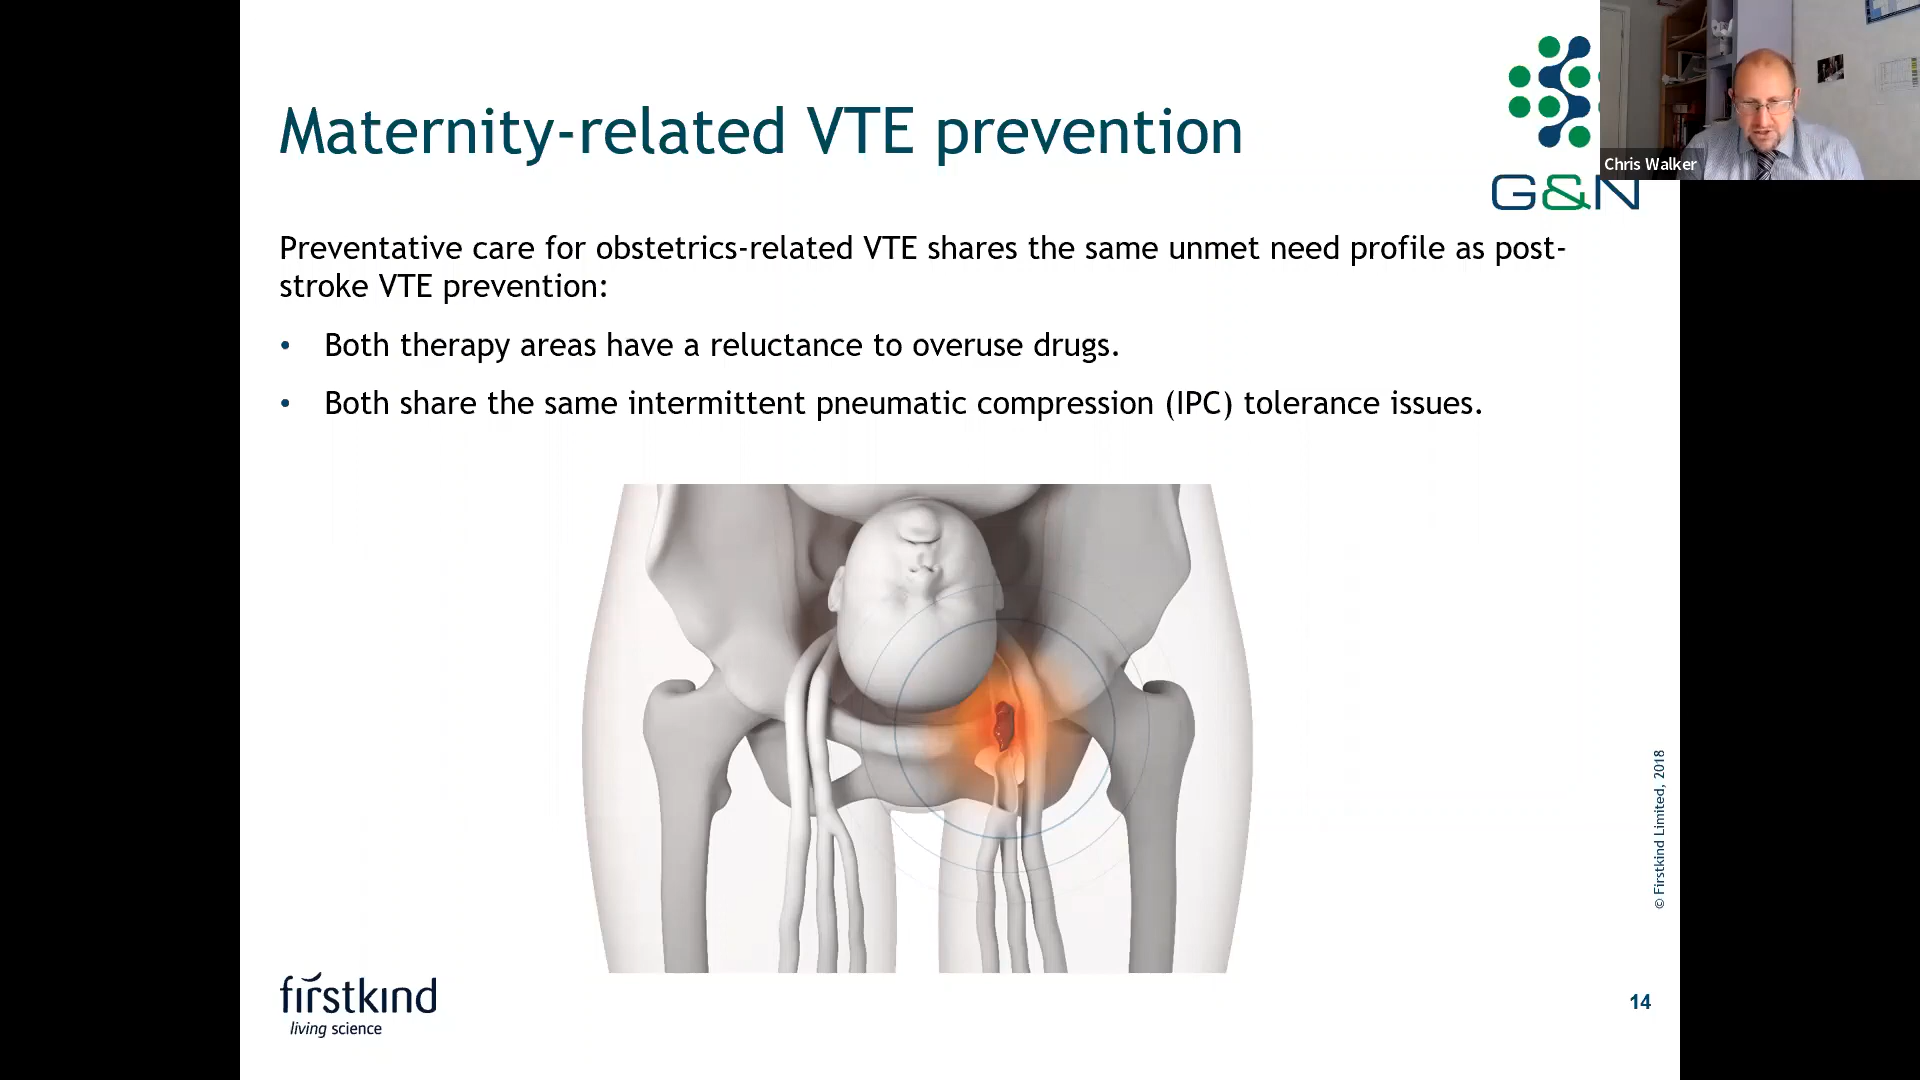 Maternity-related VTE prevention
G&N
Chris Walker
Preventative care for obstetrics-related VTE shares the same unmet need profile as post-
stroke VTE prevention:
• Both therapy areas have a reluctance to overuse drugs.
• Both share the same intermittent pneumatic compression (IPC) tolerance issues.
© Firstkind Limited, 2018
firstkind
living science
14